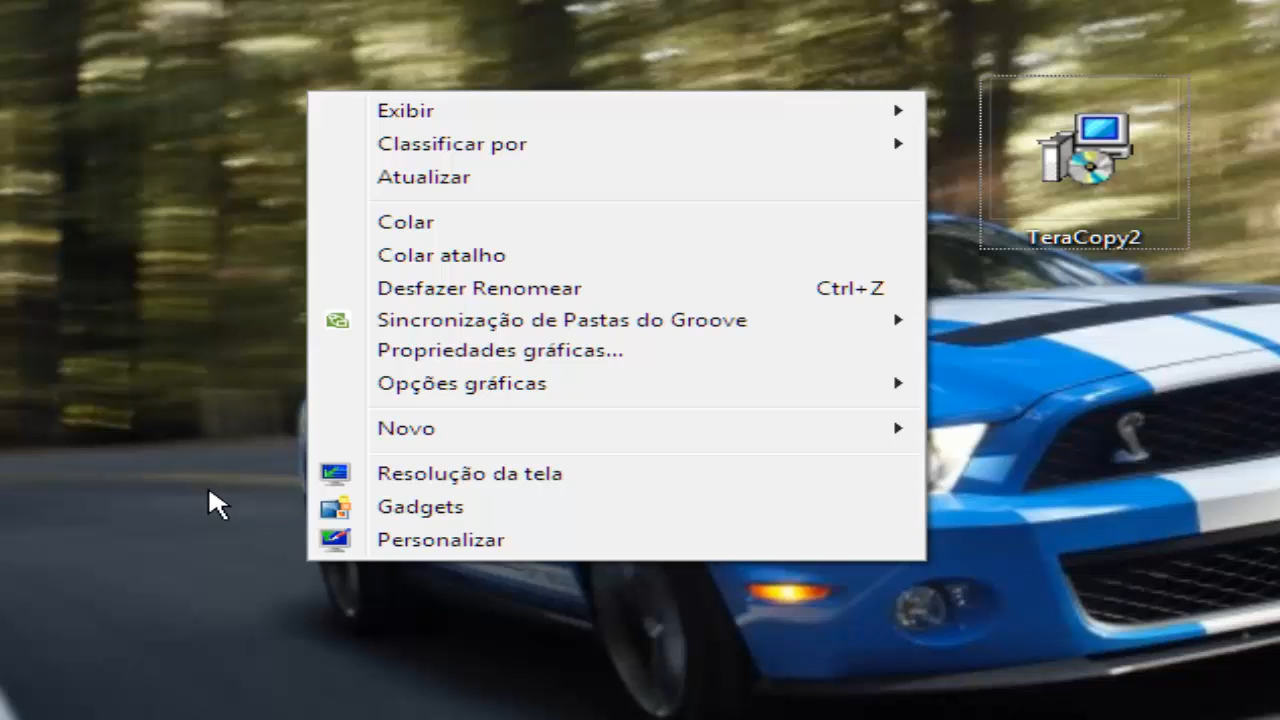 Exibir
Classificar por
Atualizar
Colar
Colar atalho
Desfazer Renomear Ctrl+Z
Sincronização de Pastas do Groove
Propriedades gráficas...
Opções gráficas
Novo
Resolução da tela
Gadgets
Personalizar
TeraCopy2